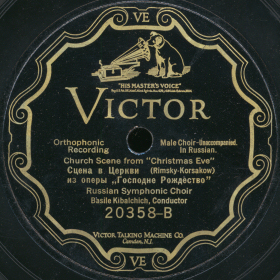 VE
"HIS MASTER'S VOICE"
VICTOR
Orthophonic Recording
Male Choir-Unaccompanied. In Russian.
Church Scene from "Christmas Eve"
Сцена в Церкви (Rimsky-Korsakow)
из оперы „Господне Рождество"
Russian Symphonic Choir
Basile Kibalchich, Conductor
20358-B
VICTOR TALKING MACHINE CO.
Camden, N.J.
VE